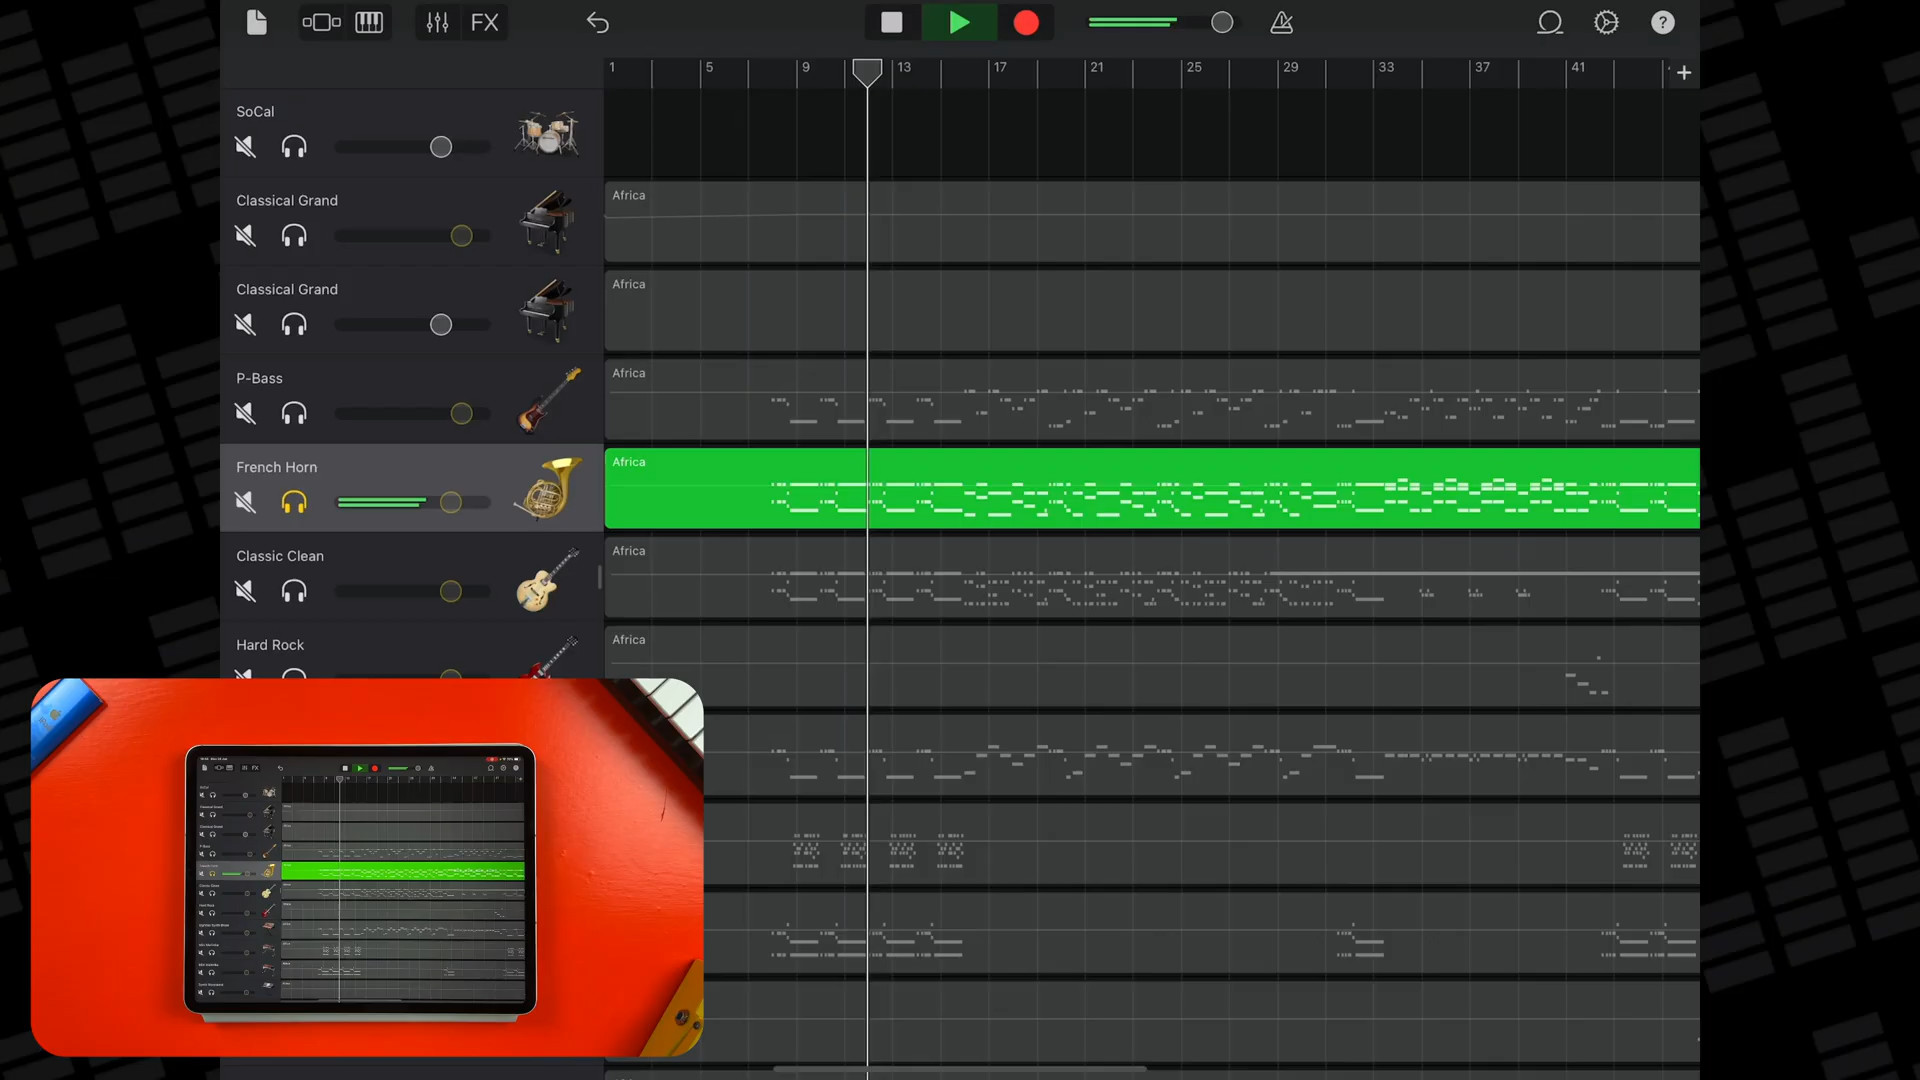 FX
1 5 9 13 17 21 25 29 33 37 41
SoCal
Classical Grand
Africa
Classical Grand
Africa
P-Bass
Africa
French Horn
Africa
Classic Clean
Africa
Hard Rock
Africa